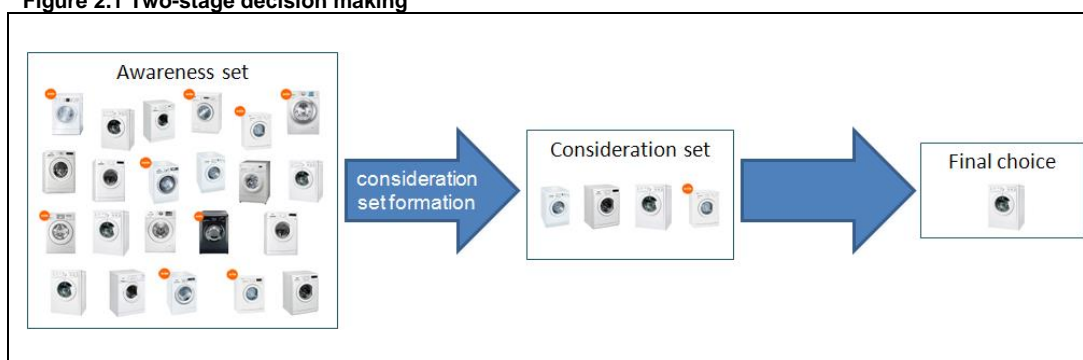 Figure 2.1 Two-stage decision making
Awareness set
consideration
set formation
Consideration set
Final choice